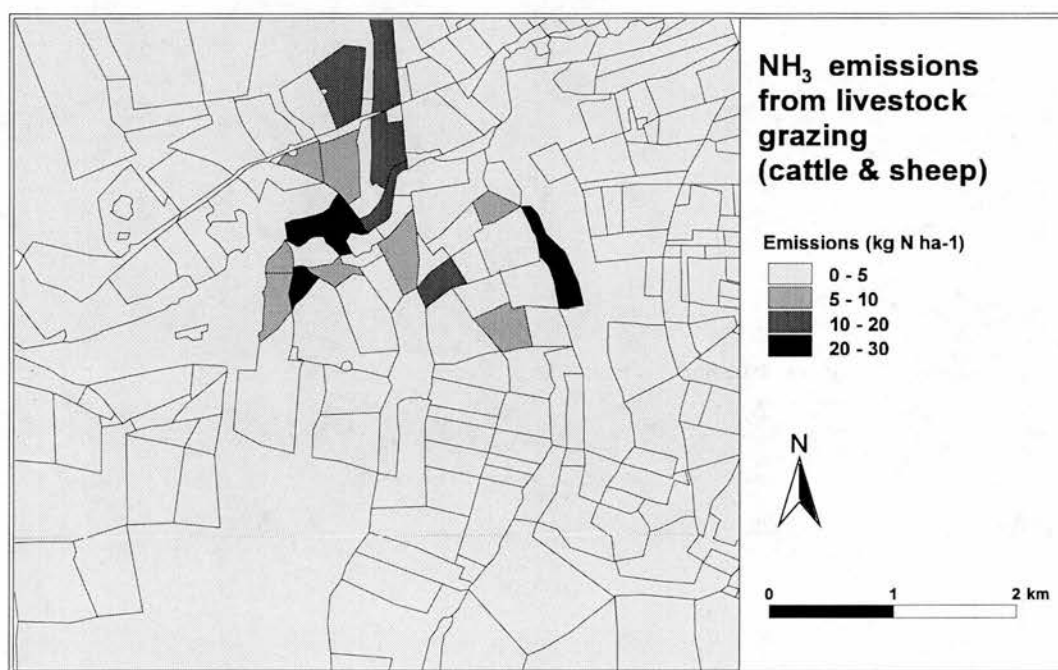 NH₃ emissions
from livestock
grazing
(cattle & sheep)
Emissions (kg N ha-1)
0 - 5
5 - 10
10 - 20
20 - 30
N
0 1 2 km